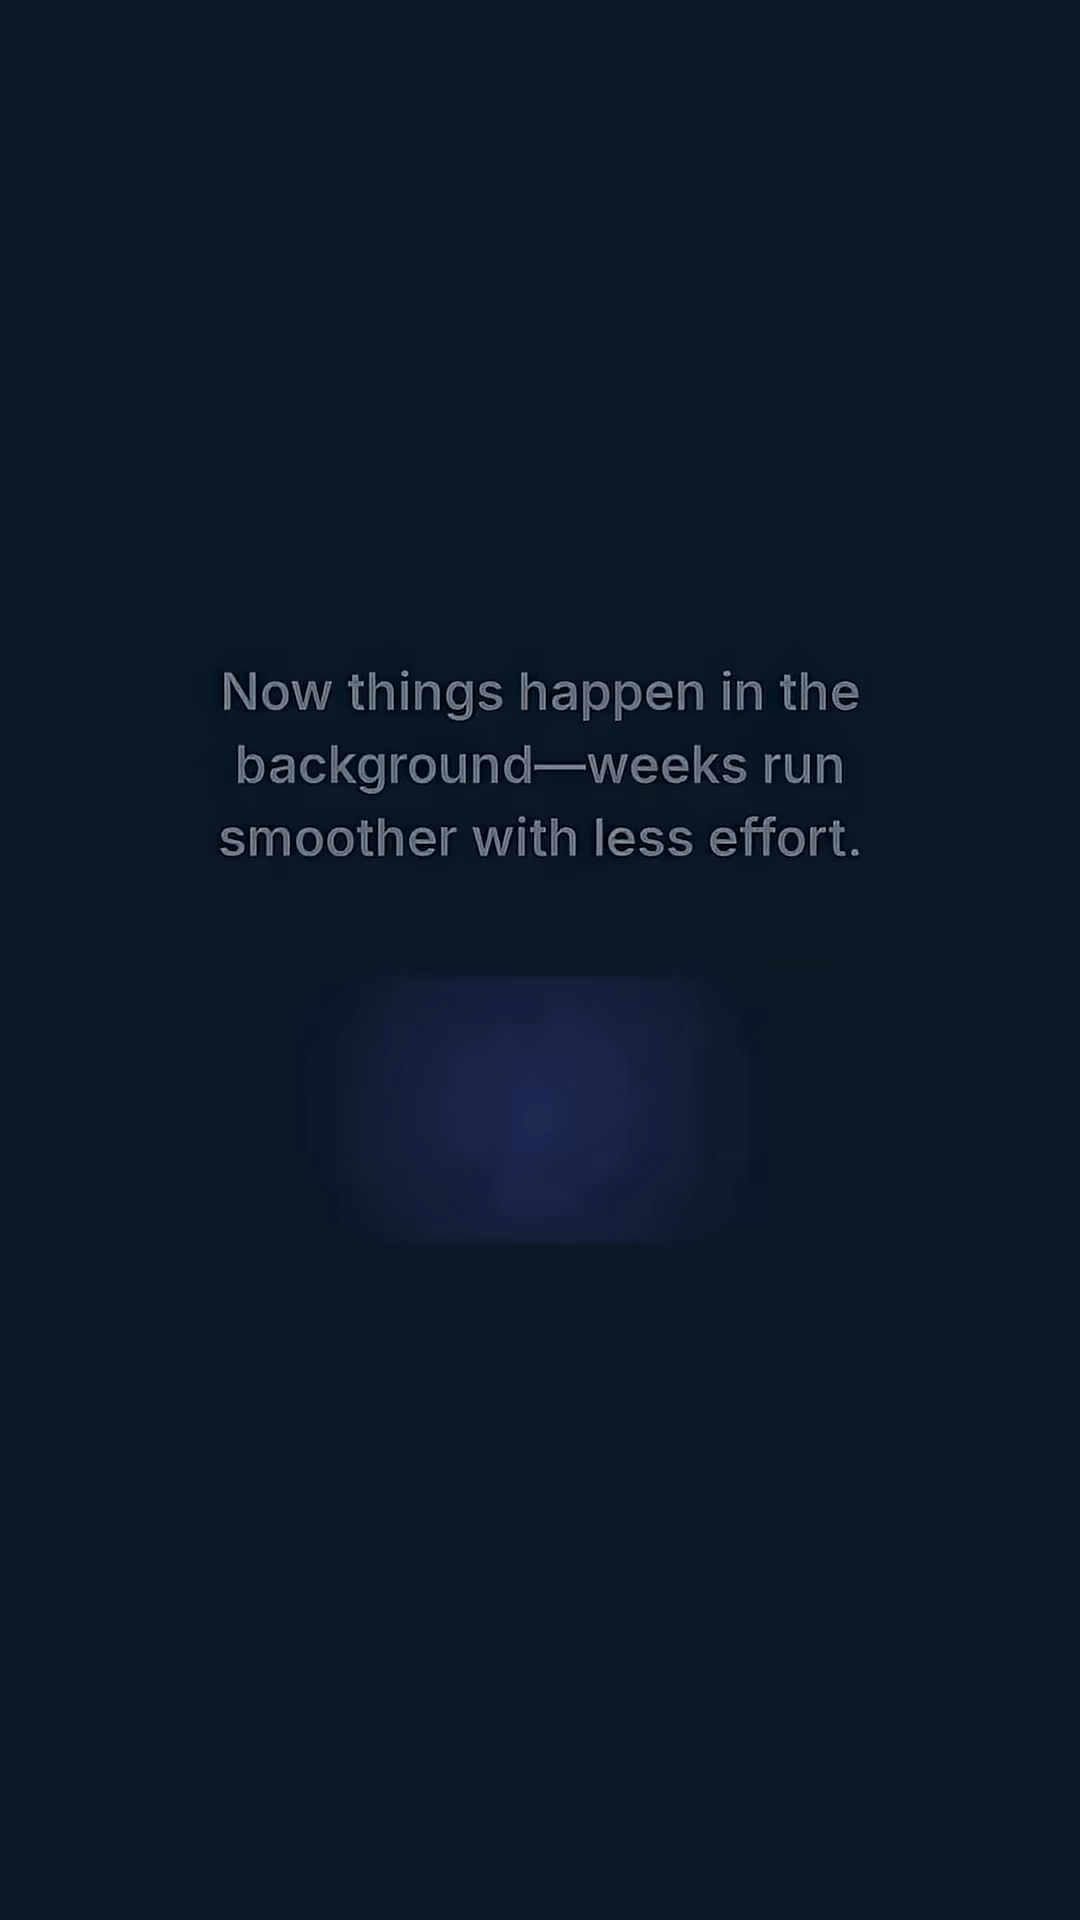 Now things happen in the
background—weeks run
smoother with less effort.